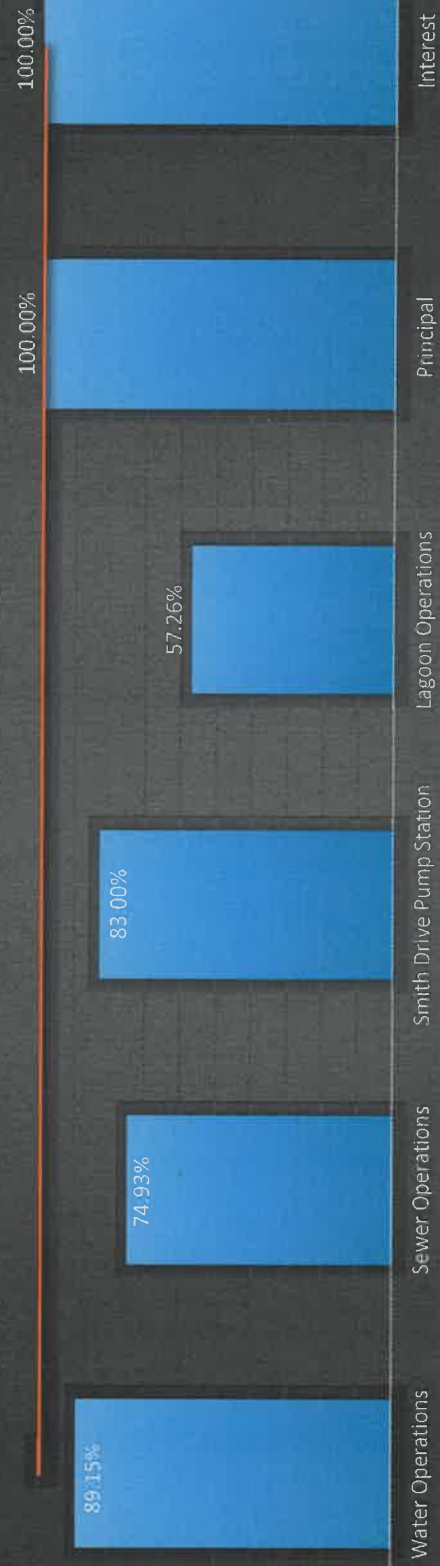 89.15%
74.93%
83.00%
57.26%
100.00%
100.00%
Water Operations
Sewer Operations
Smith Drive Pump Station
Lagoon Operations
Principal
Interest